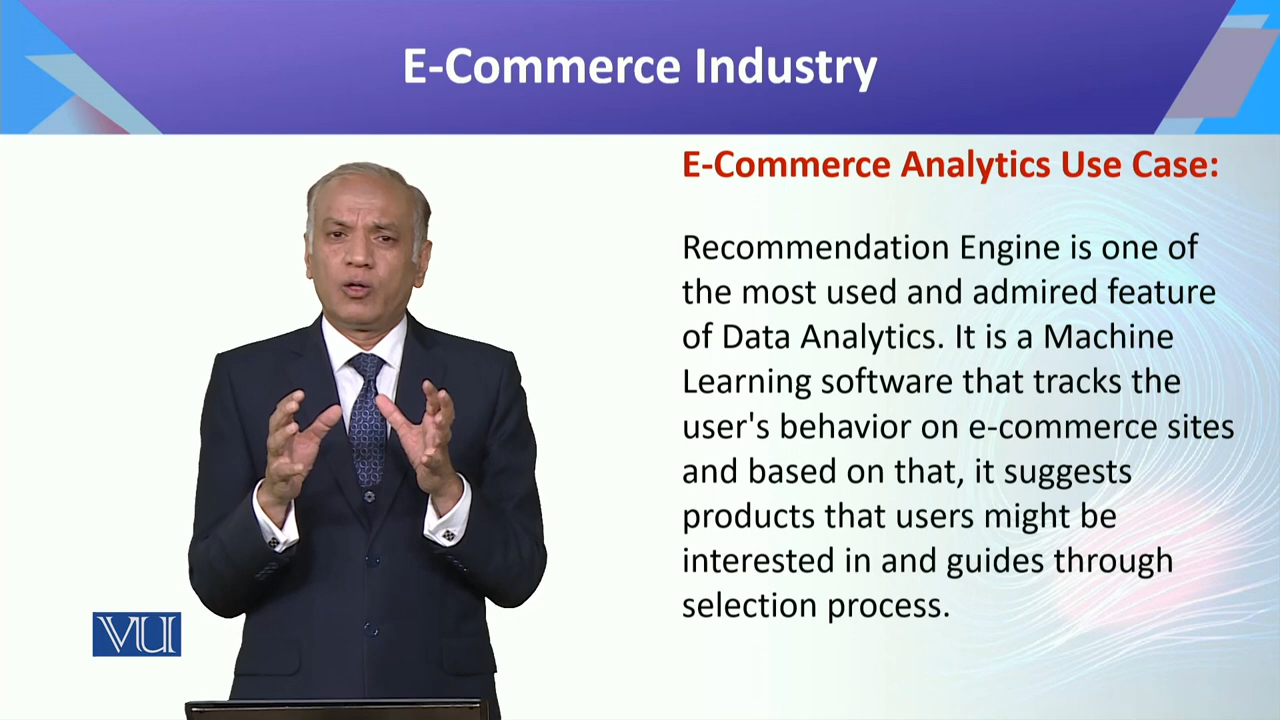 E-Commerce Industry
E-Commerce Analytics Use Case:
Recommendation Engine is one of
the most used and admired feature
of Data Analytics. It is a Machine
Learning software that tracks the
user's behavior on e-commerce sites
and based on that, it suggests
products that users might be
interested in and guides through
selection process.
VU